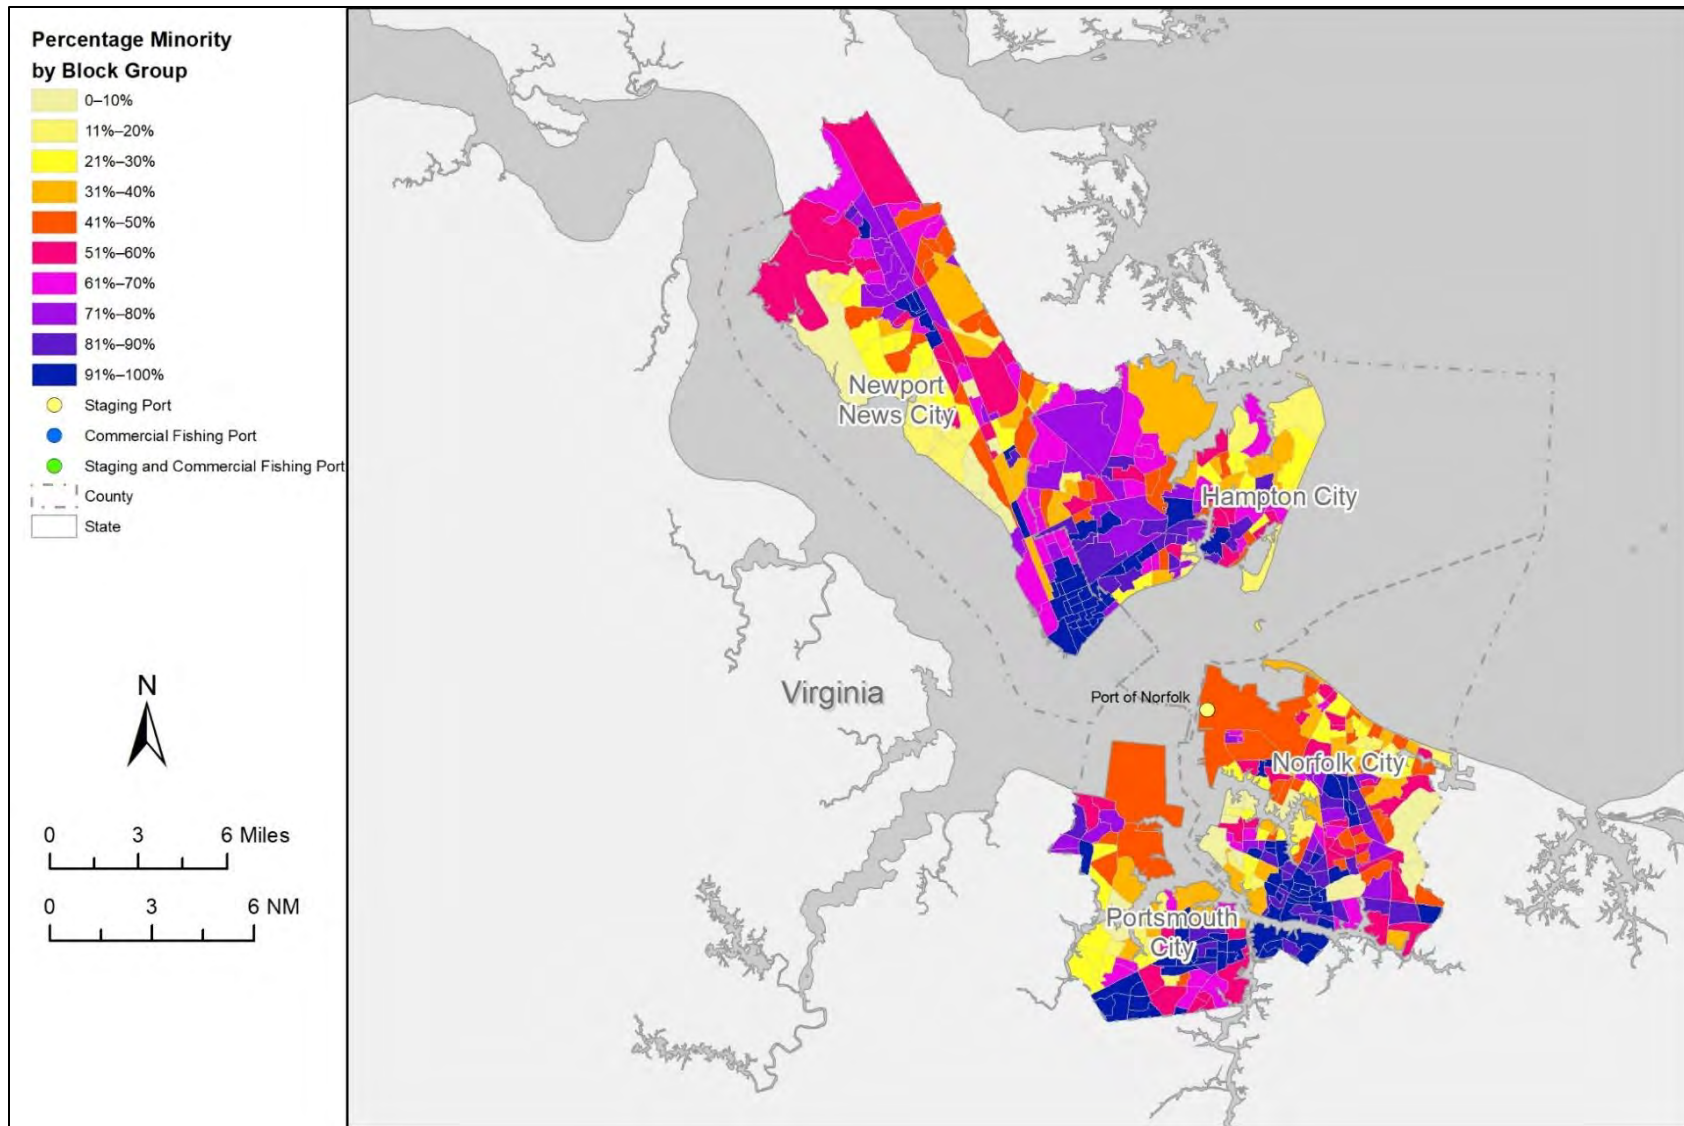 Percentage Minority
by Block Group
0–10%
11%–20%
21%–30%
31%–40%
41%–50%
51%–60%
61%–70%
71%–80%
81%–90%
91%–100%
Staging Port
Commercial Fishing Port
Staging and Commercial Fishing Port
County
State
N
0 3 6 Miles
0 3 6 NM
Newport
News City
Hampton City
Virginia
Port of Norfolk
Norfolk City
Portsmouth
City